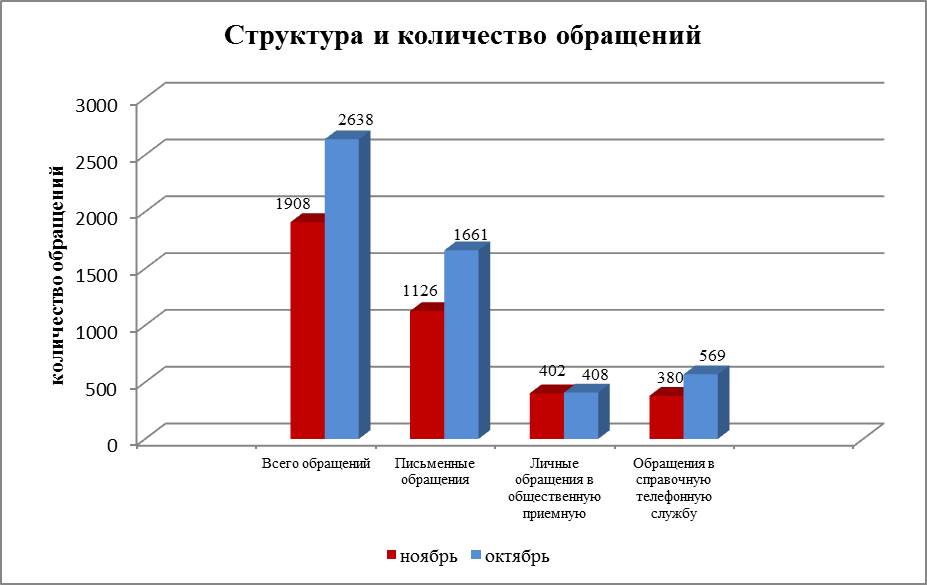 Структура и количество обращений
количество обращений
3000
2500
2000
1500
1000
500
0
1908
2638
1126
1661
402
408
380
569
Всего обращений
Письменные
обращения
Личные
обращения в
общественную
приемную
Обращения в
справочную
телефонную
службу
ноябрь
октябрь